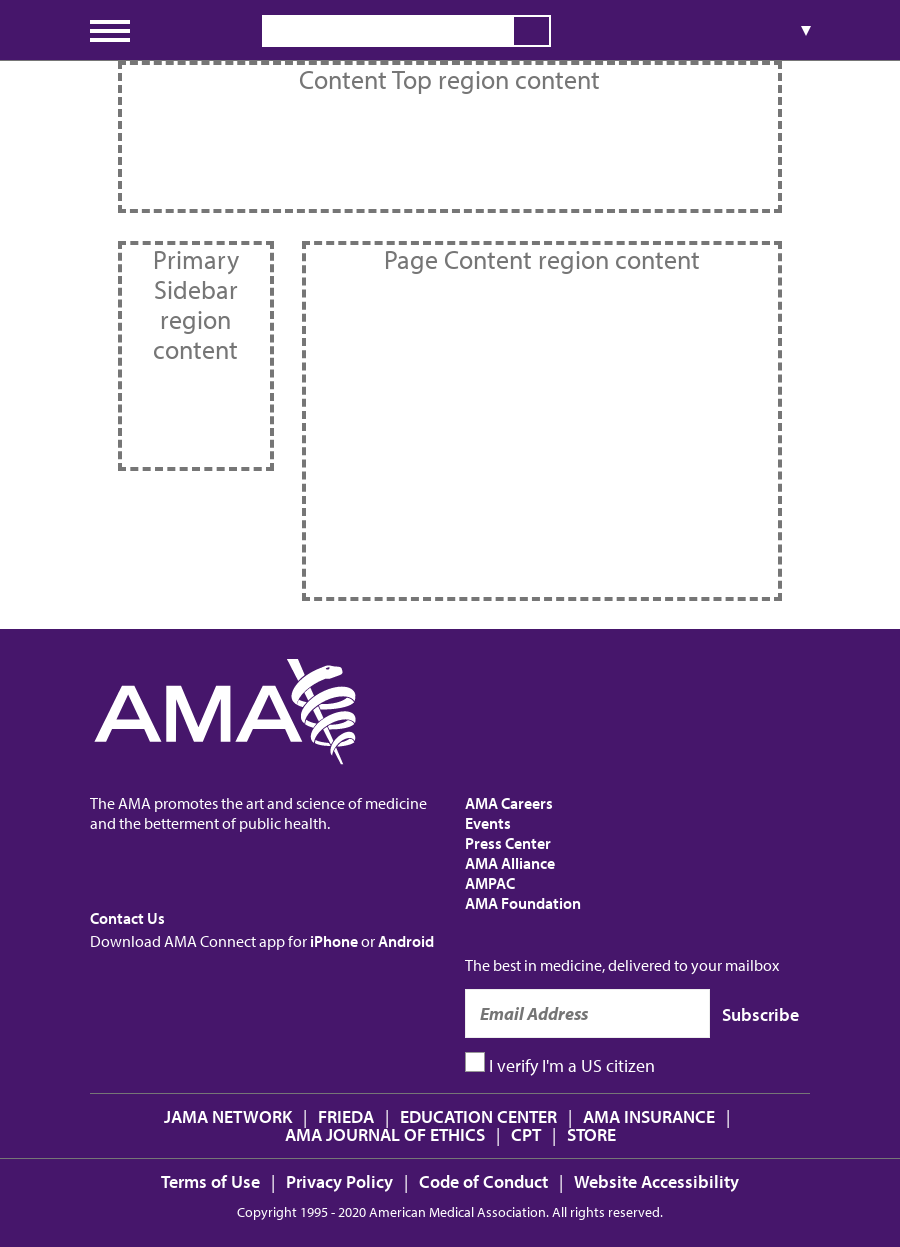 Content Top region content
Primary
Sidebar
region
content
Page Content region content
AMA
The AMA promotes the art and science of medicine
and the betterment of public health.
Contact Us
Download AMA Connect app for iPhone or Android
AMA Careers
Events
Press Center
AMA Alliance
AMPAC
AMA Foundation
The best in medicine, delivered to your mailbox
Email Address
Subscribe
I verify I'm a US citizen
JAMA NETWORK | FRIEDA | EDUCATION CENTER | AMA INSURANCE |
AMA JOURNAL OF ETHICS | CPT | STORE
Terms of Use | Privacy Policy | Code of Conduct | Website Accessibility
Copyright 1995 - 2020 American Medical Association. All rights reserved.